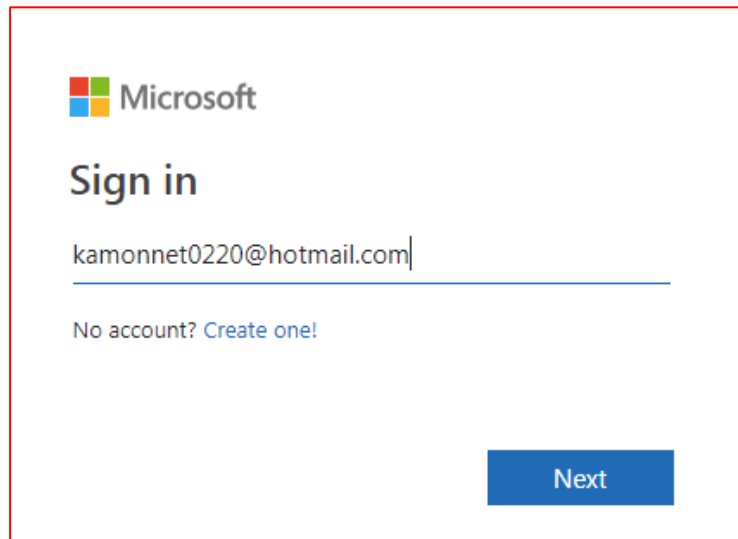 Microsoft
Sign in
kamonnet0220@hotmail.com
No account? Create one!
Next